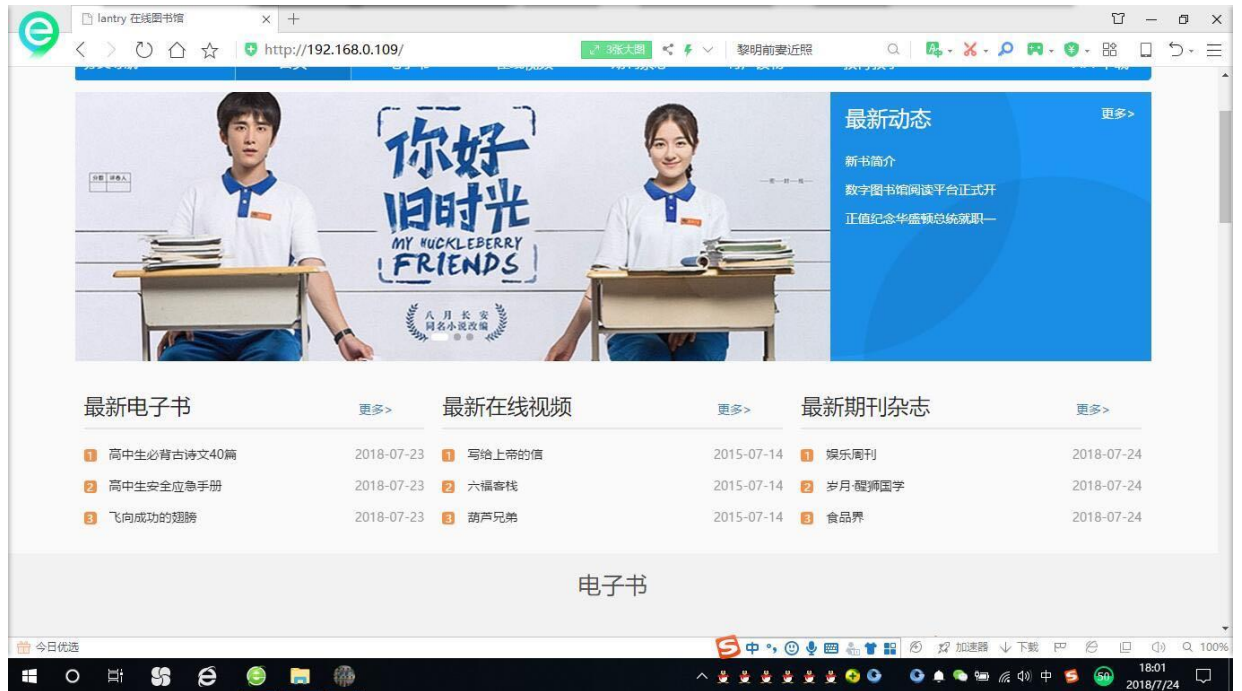 lantry 在线图书馆
http://192.168.0.109/
3张大图
黎明前妻近照
最新动态 更多>
新书简介
数字图书馆阅读平台正式开
正值纪念华盛顿总统就职一
你好
旧时光
MY HUCKLEBERRY
FRIENDS
八月长安
同名小说改编
最新电子书 更多>
1 高中生必背古诗文40篇 2018-07-23
2 高中生安全应急手册 2018-07-23
3 飞向成功的翅膀 2018-07-23
最新在线视频 更多>
1 写给上帝的信 2015-07-14
2 六福客栈 2015-07-14
3 葫芦兄弟 2015-07-14
最新期刊杂志 更多>
1 娱乐周刊 2018-07-24
2 岁月·醒狮国学 2018-07-24
3 食品界 2018-07-24
电子书
今日优选
中
加速器 下载 100%
中 50 18:01
2018/7/24